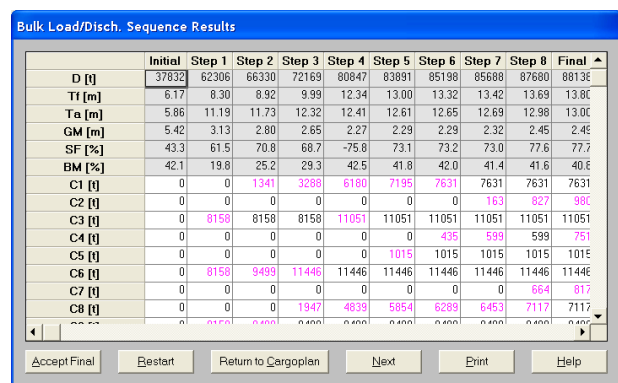 Bulk Load/Disch. Sequence Results
Initial Step 1 Step 2 Step 3 Step 4 Step 5 Step 6 Step 7 Step 8 Final
D [t] 37832 62306 66330 72169 80847 83891 85198 85688 87680 88138
Tf [m] 6.17 8.30 8.92 9.99 12.34 13.00 13.32 13.42 13.69 13.80
Ta [m] 5.86 11.19 11.73 12.32 12.41 12.61 12.65 12.69 12.98 13.00
GM [m] 5.42 3.13 2.80 2.65 2.27 2.29 2.29 2.32 2.45 2.49
SF [%] 43.3 61.5 70.8 68.7 -75.8 73.1 73.2 73.0 77.6 77.7
BM [%] 42.1 19.8 25.2 29.3 42.5 41.8 42.0 41.4 41.6 40.8
C1 [t] 0 0 1341 3288 6180 7195 7631 7631 7631 7631
C2 [t] 0 0 0 0 0 0 0 163 827 980
C3 [t] 0 8158 8158 8158 11051 11051 11051 11051 11051 11051
C4 [t] 0 0 0 0 0 0 435 599 599 751
C5 [t] 0 0 0 0 0 1015 1015 1015 1015 1015
C6 [t] 0 8158 9499 11446 11446 11446 11446 11446 11446 11446
C7 [t] 0 0 0 0 0 0 0 0 664 817
C8 [t] 0 0 0 1947 4839 5854 6289 6453 7117 7117
Accept Final Restart Return to Cargoplan Next Print Help